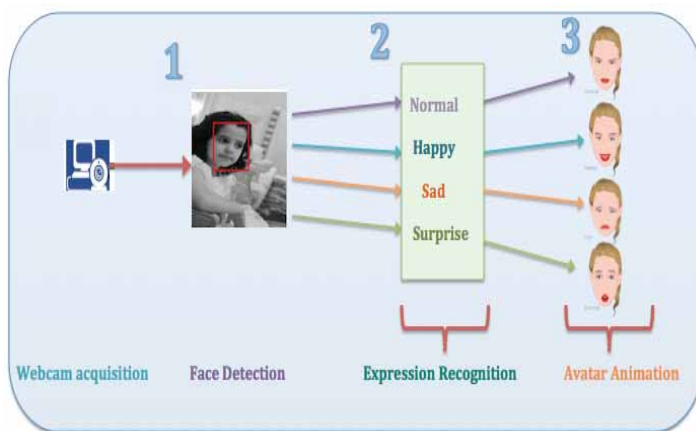 1
2
3
Normal
Happy
Sad
Surprise
Webcam acquisition
Face Detection
Expression Recognition
Avatar Animation